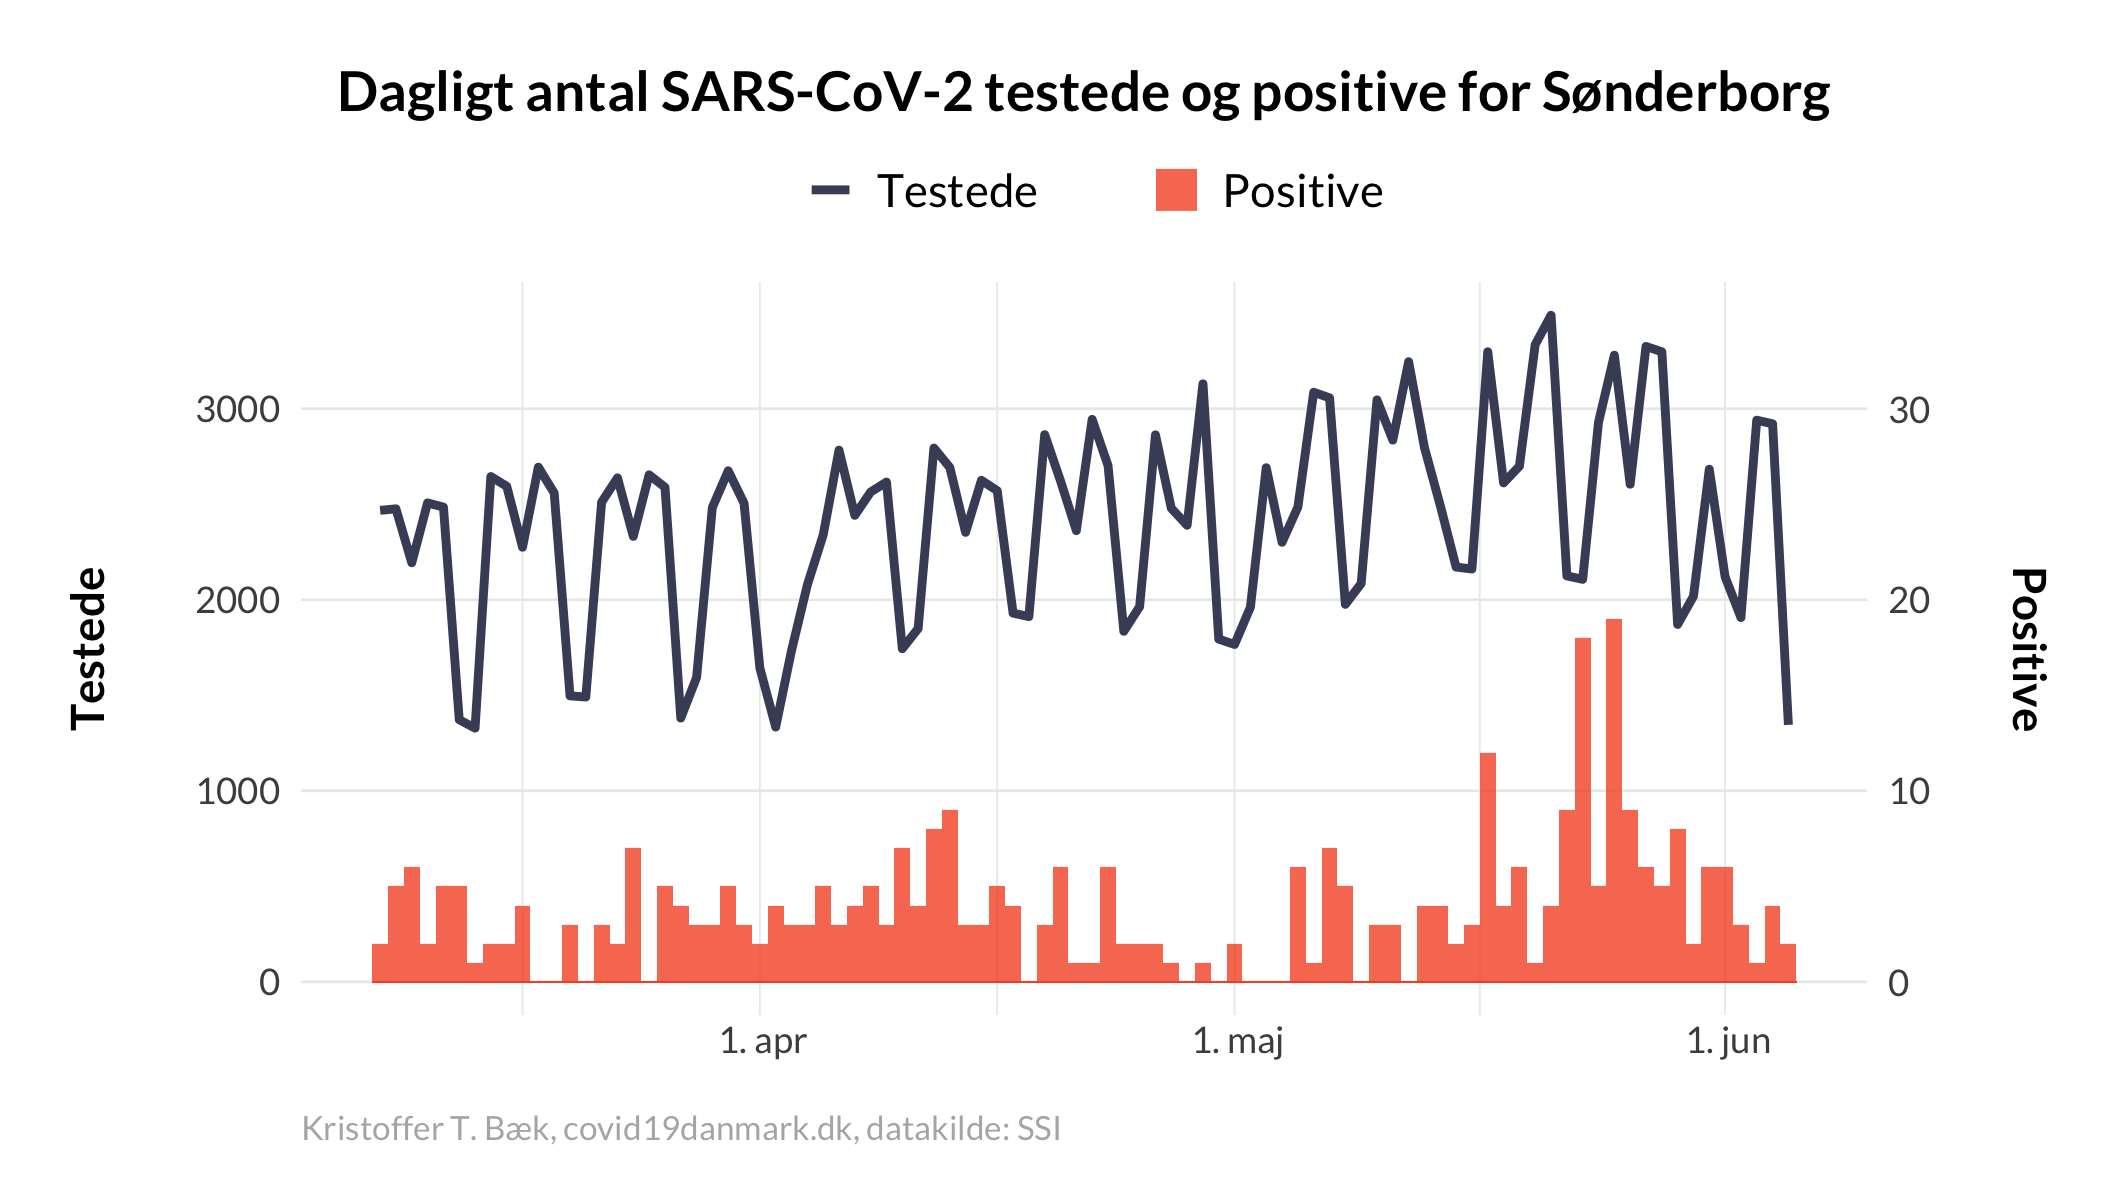 Dagligt antal SARS-CoV-2 testede og positive for Sønderborg
Testede
Positive
3000
2000
1000
0
Testede
30
20
10
0
Positive
1. apr
1. maj
1. jun
Kristoffer T. Bæk, covid19danmark.dk, datakilde: SSI